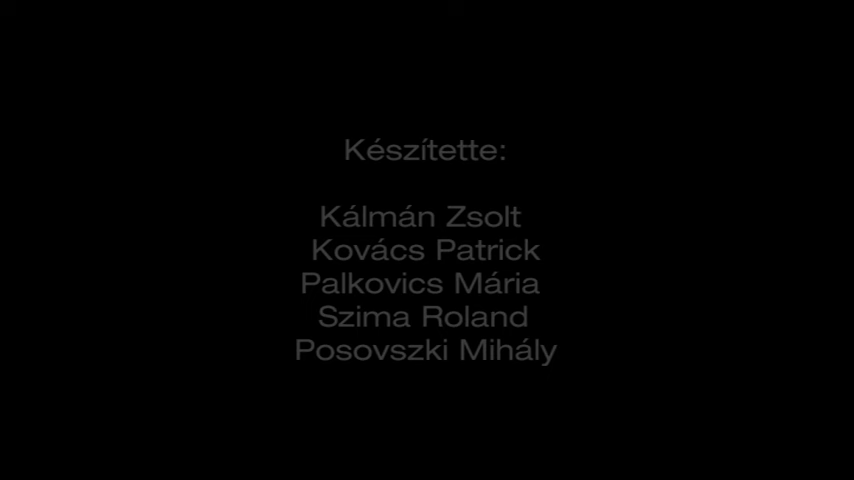 Készítette:
Kálmán Zsolt
Kovács Patrick
Palkovics Mária
Szima Roland
Posovszki Mihály